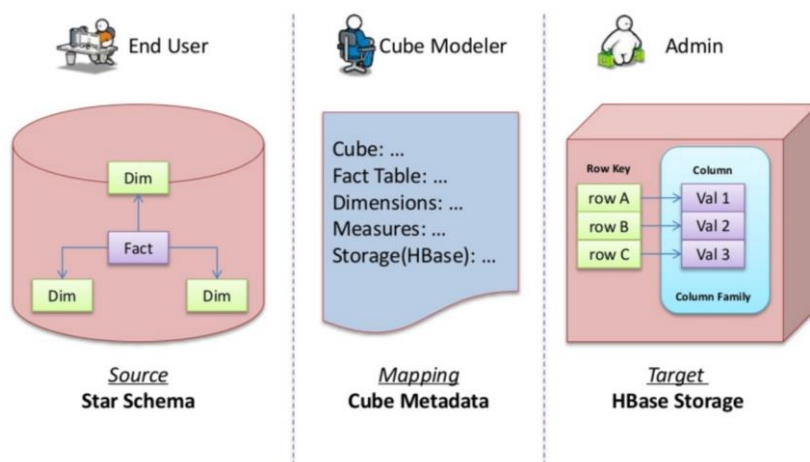 End User
Cube Modeler
Admin
Dim
Fact
Dim
Dim
Cube: ...
Fact Table: ...
Dimensions: ...
Measures: ...
Storage(HBase): ...
Row Key
Column
row A
Val 1
row B
Val 2
row C
Val 3
Column Family
Source
Star Schema
Mapping
Cube Metadata
Target
HBase Storage